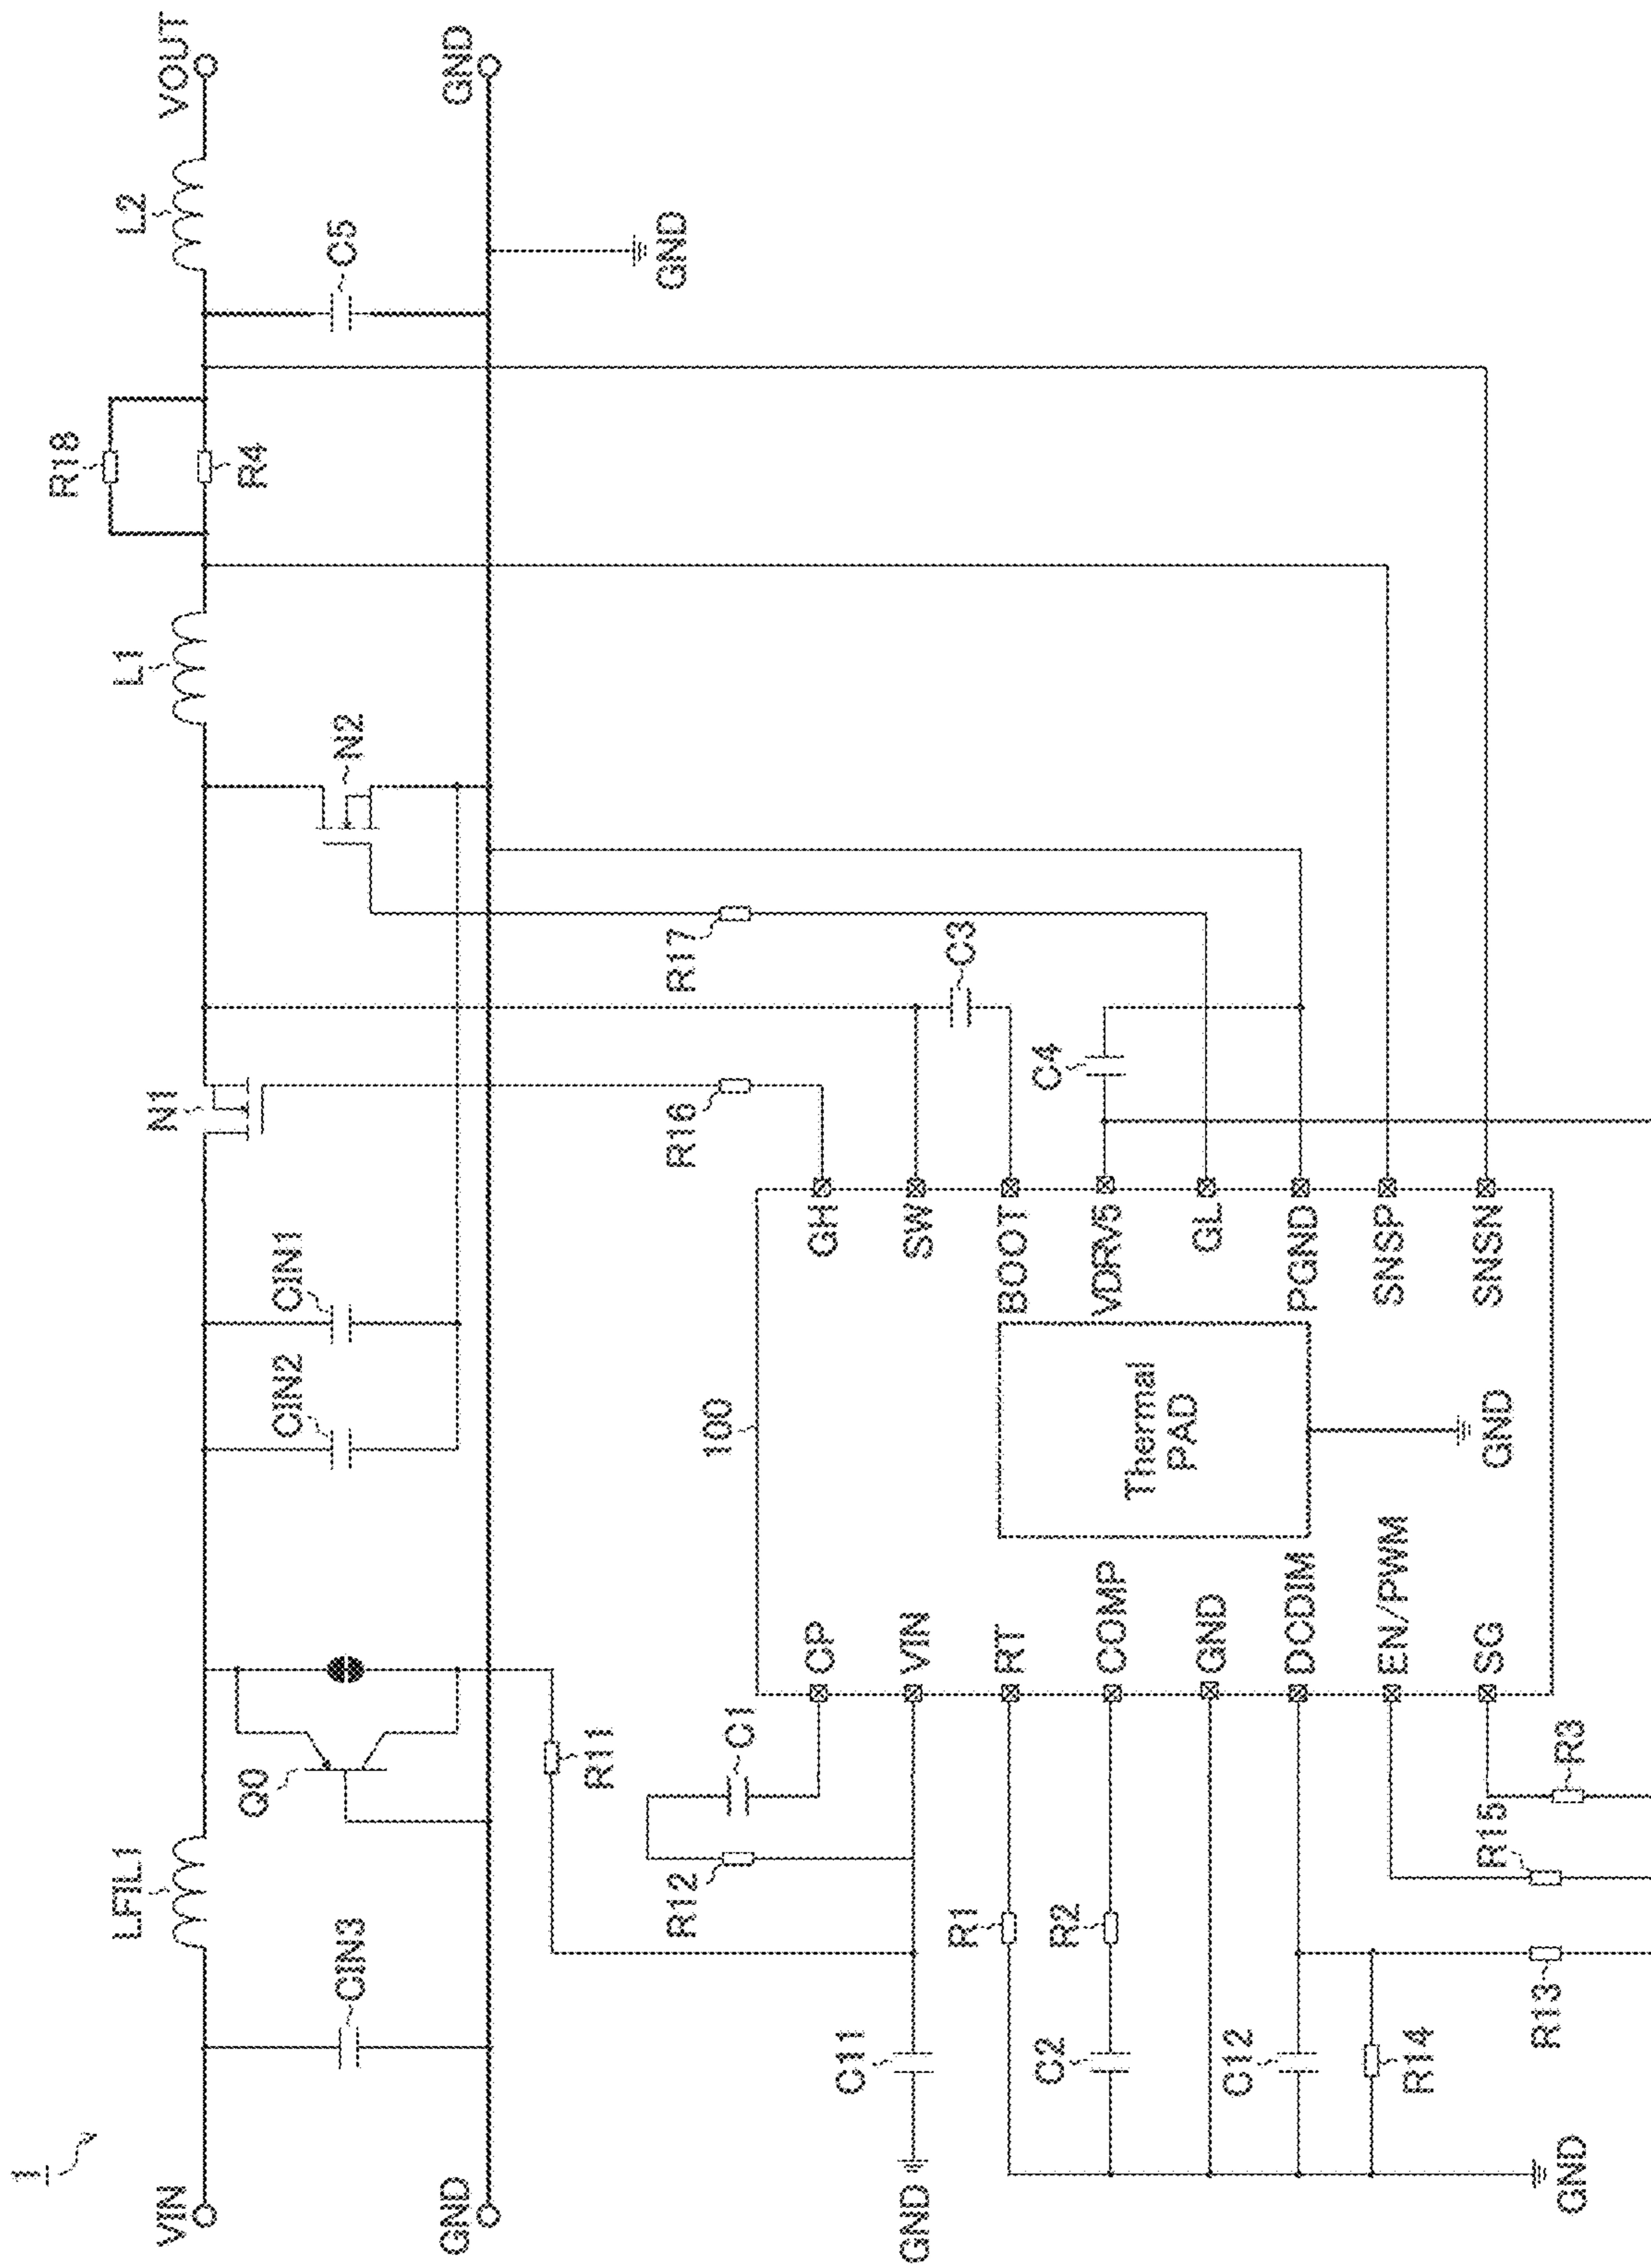 1
VIN
VOUT
LFIL1
N1
L1
R18
L2
CIN3
Q0
CIN2
CIN1
N2
R4
C5
GND
GND
GND
R11
R12
C1
R16
R17
100
C11
GND
CP
VIN
RT
COMP
GND
DCDIM
EN/PWM
SG
GH
SW
BOOT
VDRV5
GL
PGND
SNSP
SNSN
C3
C4
Thermal
PAD
GND
R1
R2
C2
C12
R14
R13
R15
R3
GND